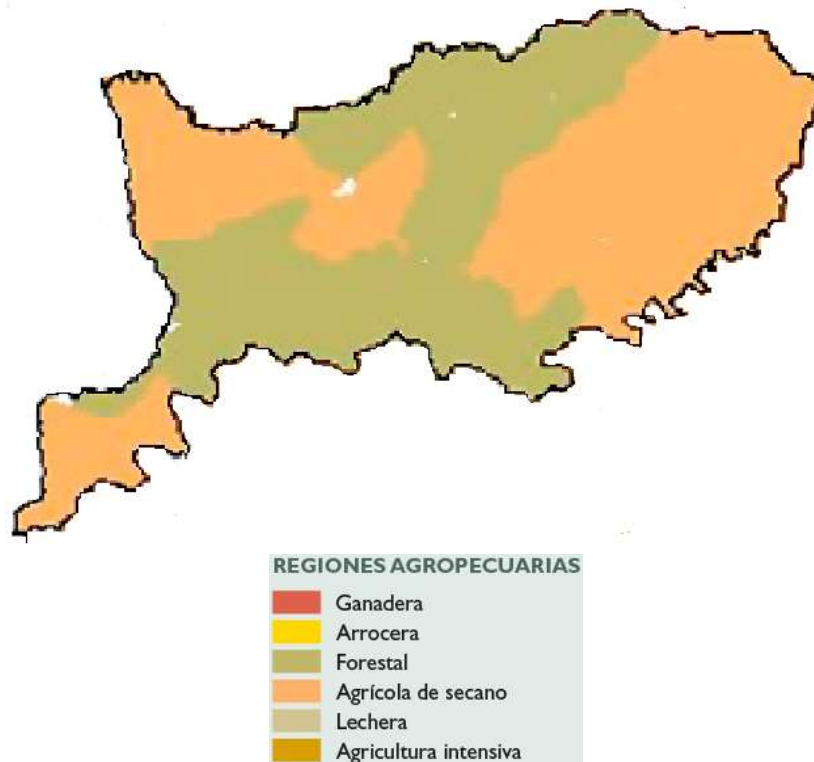 REGIONES AGROPECUARIAS
Ganadera
Arrocera
Forestal
Agrícola de secano
Lechera
Agricultura intensiva